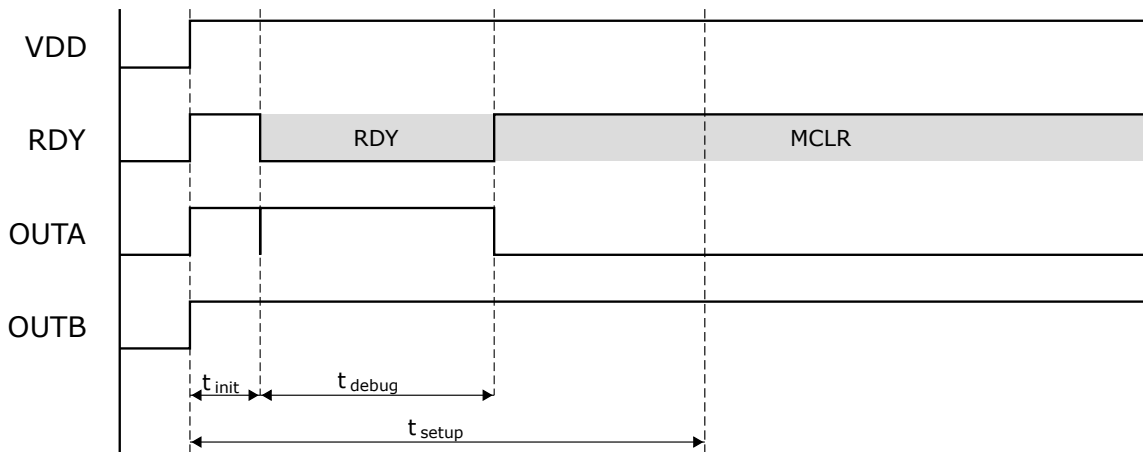 VDD
RDY
RDY MCLR
OUTA
OUTB
t init
t debug
t setup